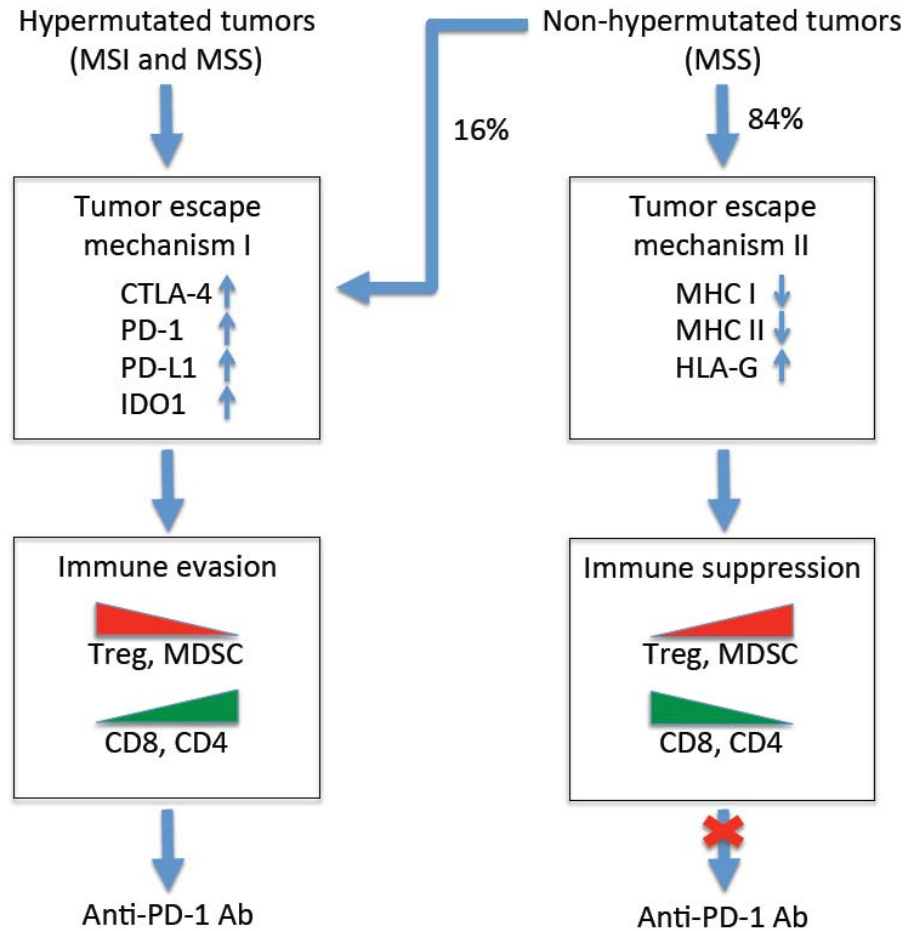 Hypermutated tumors
(MSI and MSS)
Non-hypermutated tumors
(MSS)
16%
84%
Tumor escape
mechanism I
CTLA-4
PD-1
PD-L1
IDO1
Tumor escape
mechanism II
MHC I
MHC II
HLA-G
Immune evasion
Treg, MDSC
CD8, CD4
Immune suppression
Treg, MDSC
CD8, CD4
Anti-PD-1 Ab
Anti-PD-1 Ab